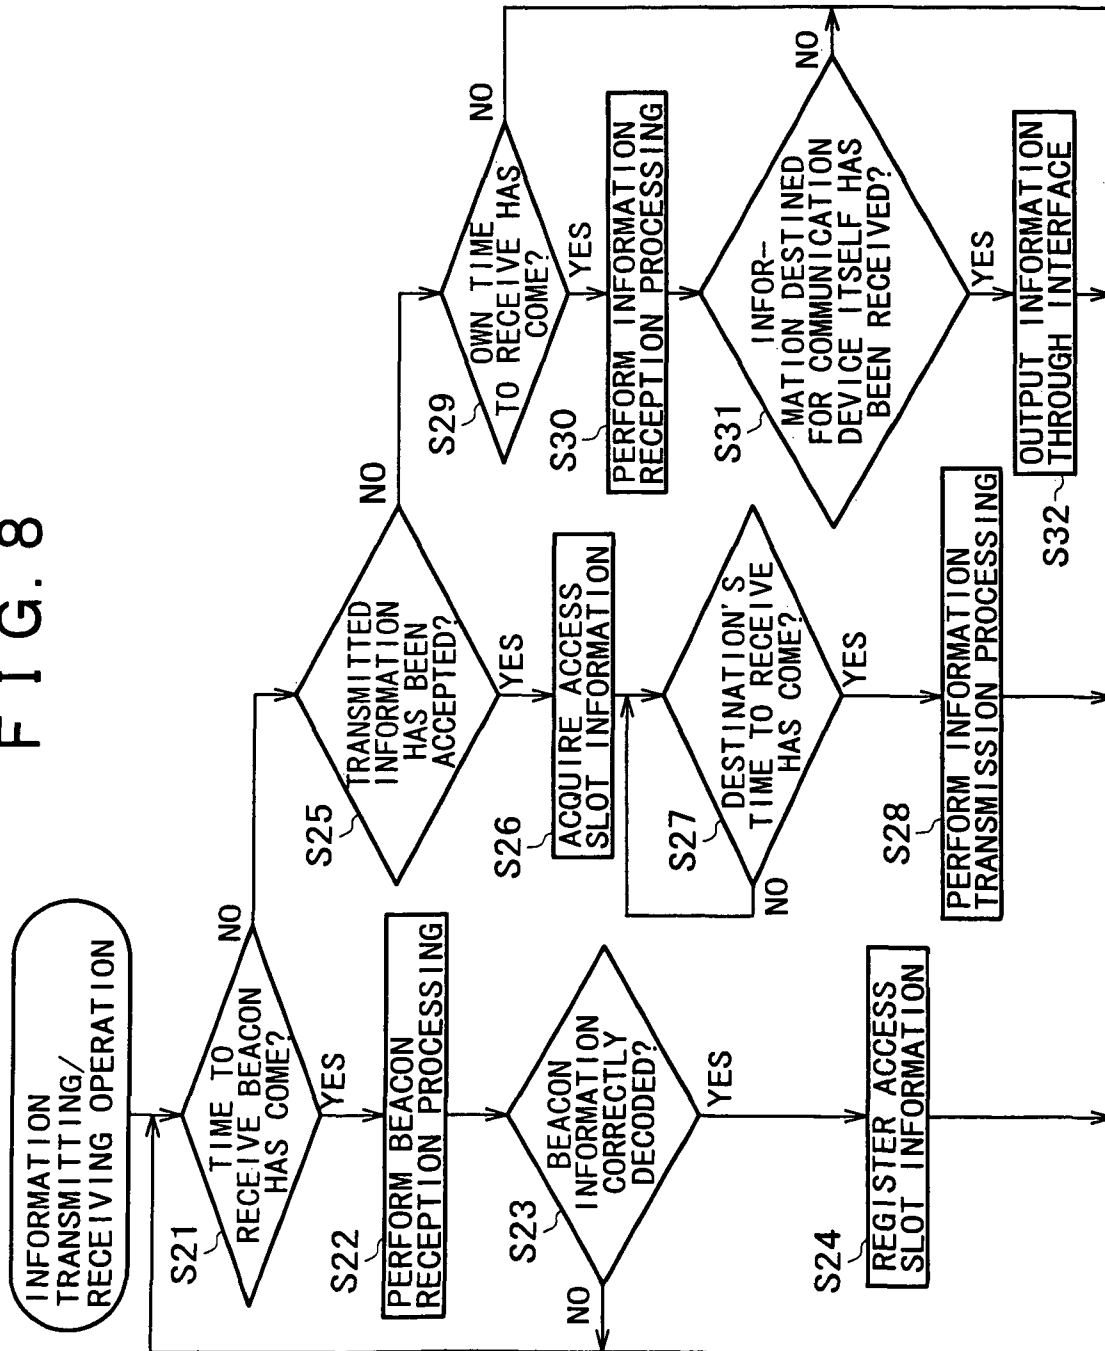 FIG. 8
INFORMATION
TRANSMITTING/
RECEIVING OPERATION
S21
TIME TO
RECEIVE BEACON
HAS COME?
NO
YES
S22
PERFORM BEACON
RECEPTION PROCESSING
S23
BEACON
INFORMATION
CORRECTLY
DECODED?
NO
YES
S24
REGISTER ACCESS
SLOT INFORMATION
S25
TRANSMITTED
INFORMATION
HAS BEEN
ACCEPTED?
NO
YES
S26
ACQUIRE ACCESS
SLOT INFORMATION
S27
DESTINATION'S
TIME TO RECEIVE
HAS COME?
NO
YES
S28
PERFORM INFORMATION
TRANSMISSION PROCESSING
S29
OWN TIME
TO RECEIVE HAS
COME?
NO
YES
S30
PERFORM INFORMATION
RECEPTION PROCESSING
S31
INFOR-
MATION DESTINED
FOR COMMUNICATION
DEVICE ITSELF HAS
BEEN RECEIVED?
NO
YES
S32
OUTPUT INFORMATION
THROUGH INTERFACE